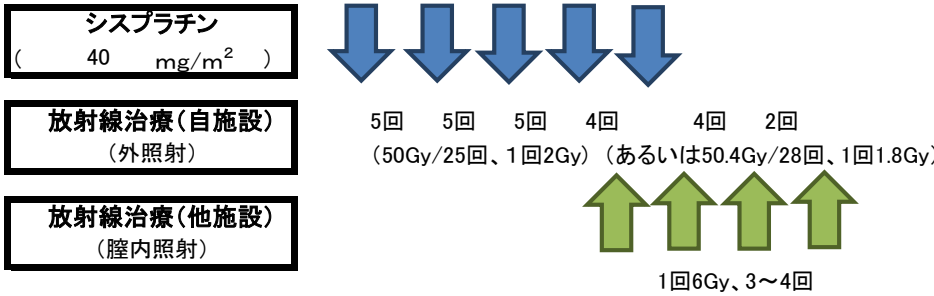 シスプラチン
( 40 mg/m² )
放射線治療(自施設)
(外照射)
5回 5回 5回 4回 4回 2回
(50Gy/25回、1回2Gy) (あるいは50.4Gy/28回、1回1.8Gy)
放射線治療(他施設)
(膣内照射)
1回6Gy、3～4回